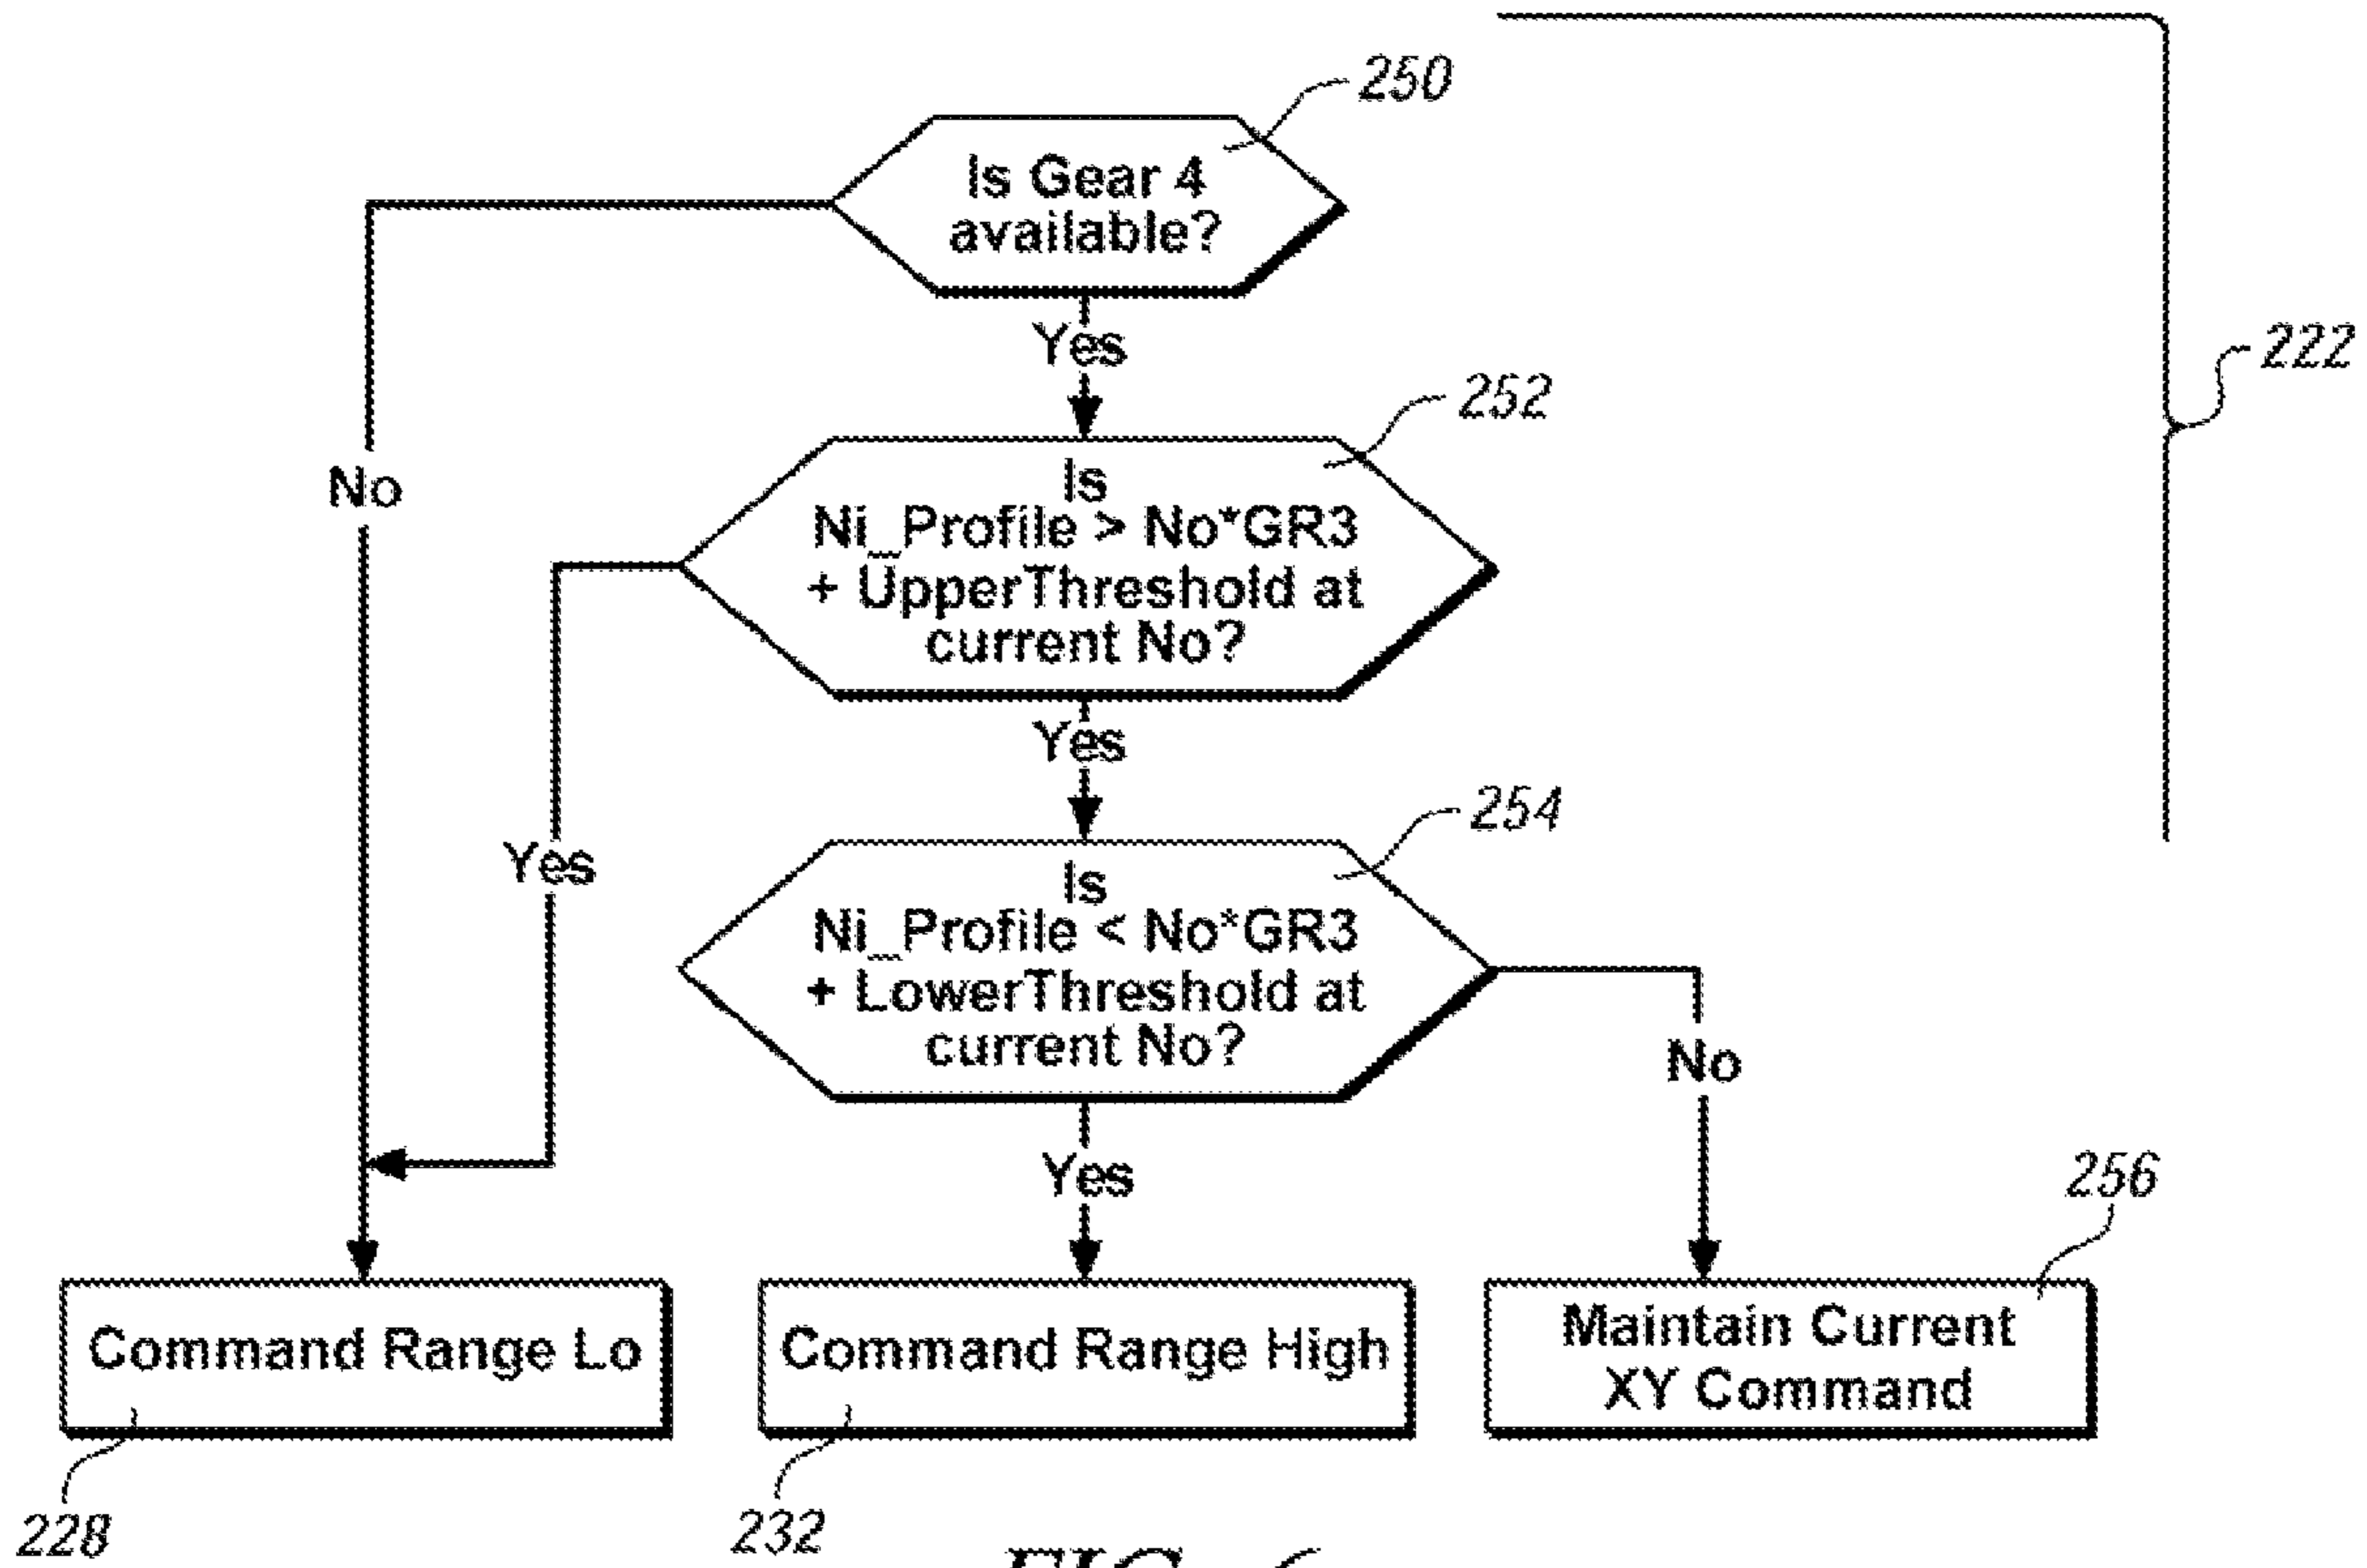 250
Is Gear 4
available?
Yes
No
222
252
Is
Ni_Profile > No*GR3
+ UpperThreshold at
current No?
Yes
Yes
254
Is
Ni_Profile < No*GR3
+ LowerThreshold at
current No?
No
Yes
256
Command Range Lo
Command Range High
Maintain Current
XY Command
228
232